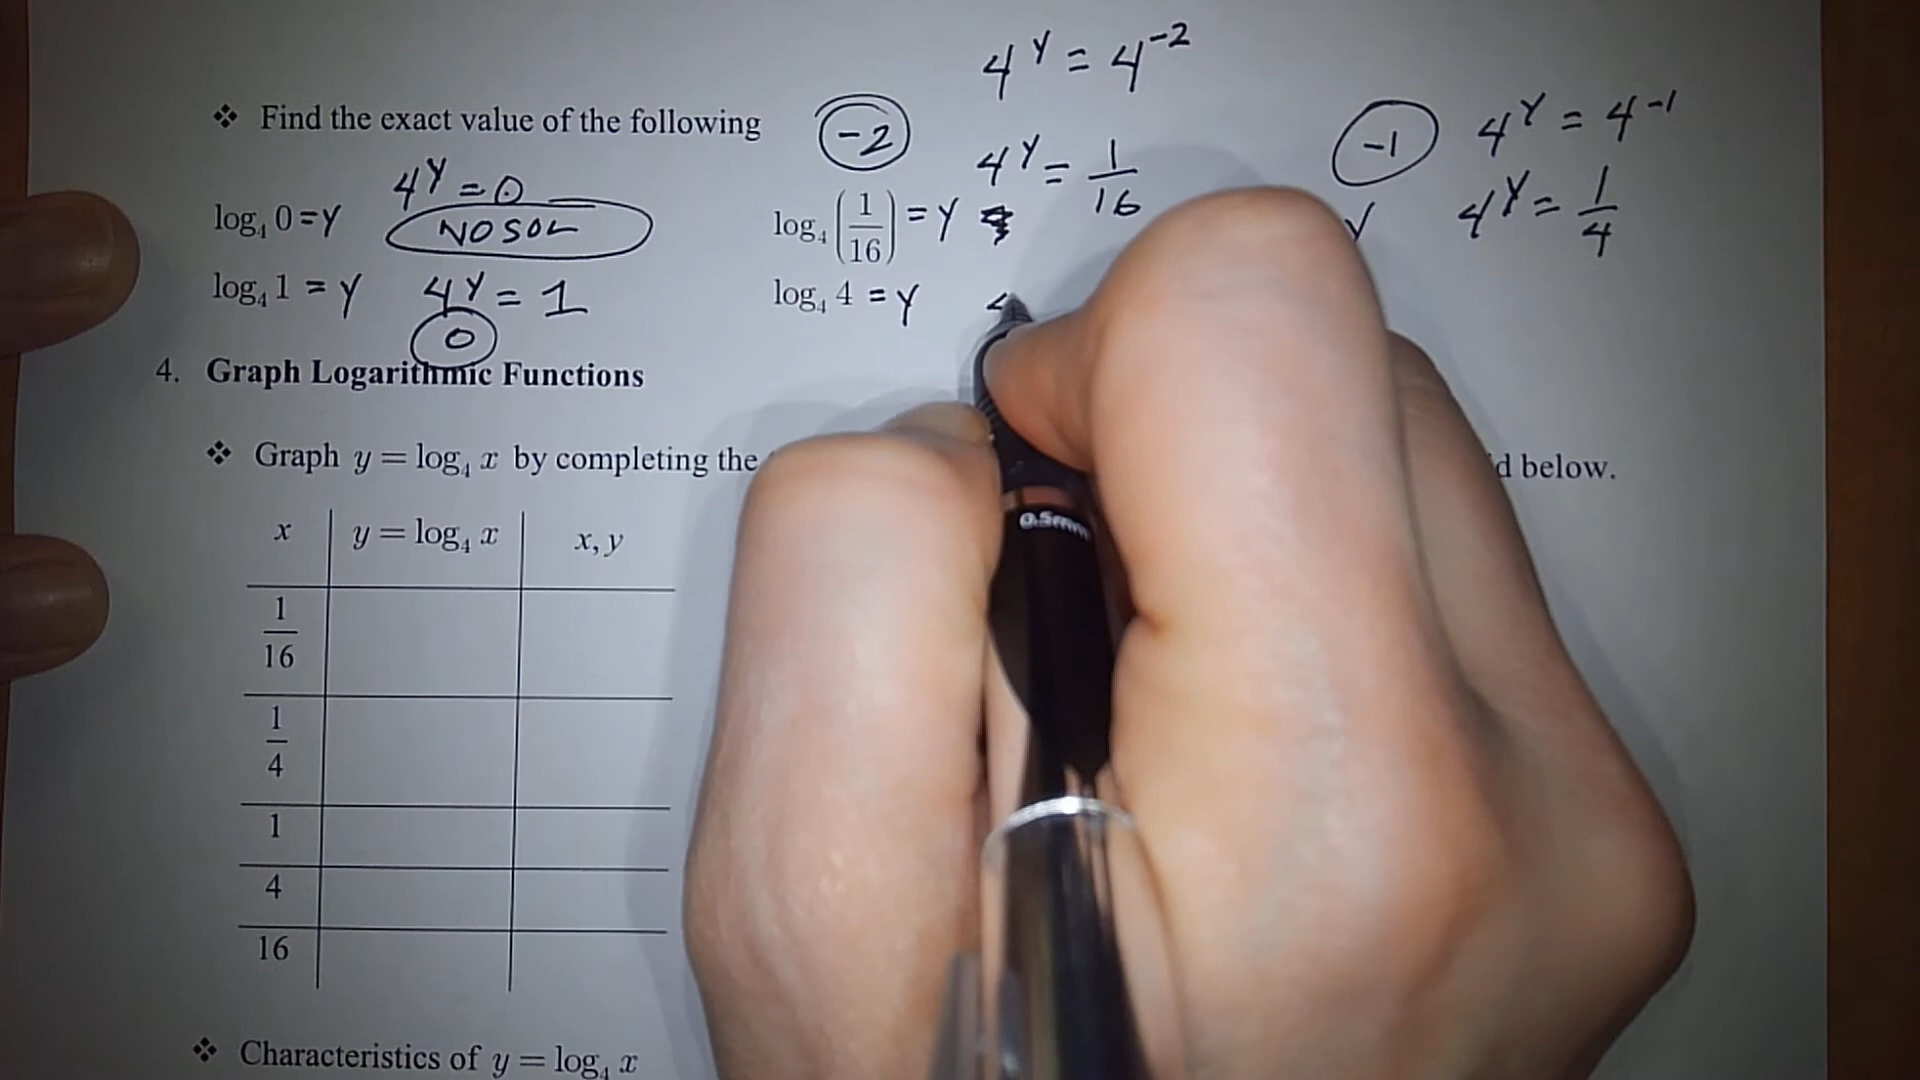 4^Y = 4^-2
❖ Find the exact value of the following
-2
-1
4^Y = 4^-1
4^Y = 0
4^Y = 1/16
4^Y = 1/4
log₄ 0 = Y
NO SOL
log₄ (1/16) = Y
Y
log₄ 1 = Y
4^Y = 1
log₄ 4 = Y
0
4. Graph Logarithmic Functions
❖ Graph y = log₄ x by completing the
below.
x y = log₄ x x, y
1/16
1/4
1
4
16
0.5mm
❖ Characteristics of y = log₄ x